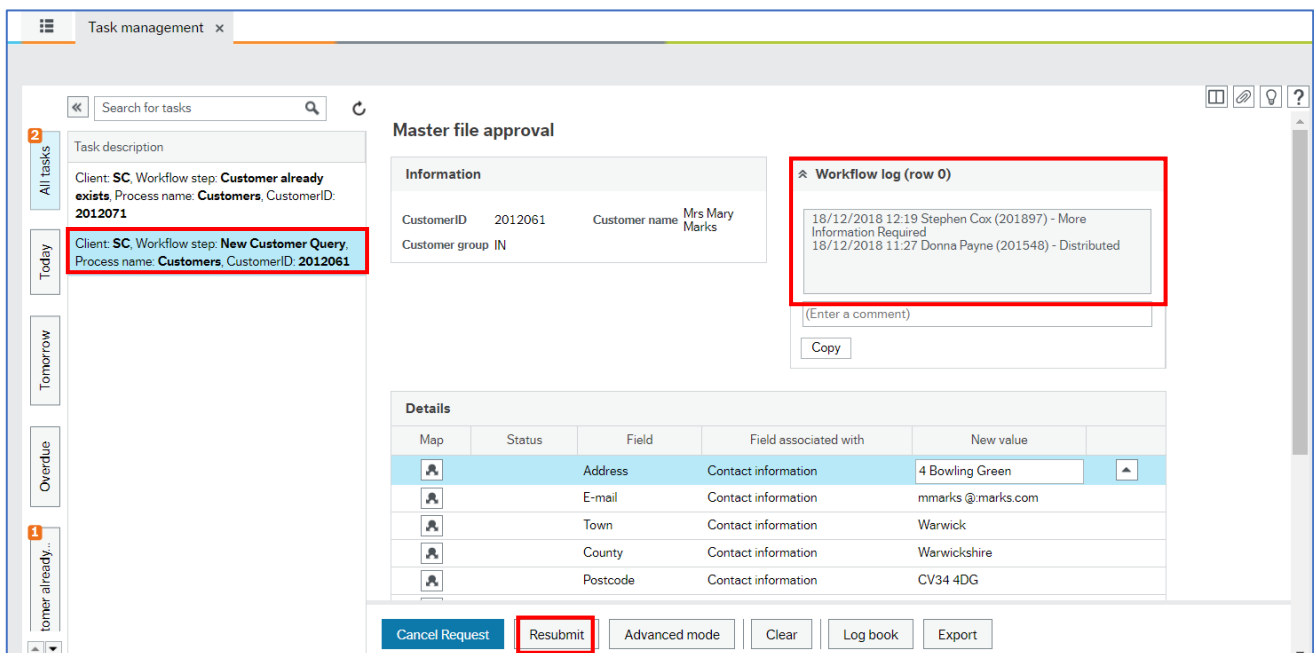 Task management ×
Search for tasks
?
2
All tasks
Today
Tomorrow
Overdue
1
tomer already...
Task description
Client: SC, Workflow step: Customer already
exists, Process name: Customers, CustomerID:
2012071
Client: SC, Workflow step: New Customer Query,
Process name: Customers, CustomerID: 2012061
Master file approval
Information
CustomerID 2012061 Customer name Mrs Mary
Marks
Customer group IN
Workflow log (row 0)
18/12/2018 12:19 Stephen Cox (201897) - More
Information Required
18/12/2018 11:27 Donna Payne (201548) - Distributed
(Enter a comment)
Copy
Details
Map Status Field Field associated with New value
Address Contact information 4 Bowling Green
E-mail Contact information mmarks @:marks.com
Town Contact information Warwick
County Contact information Warwickshire
Postcode Contact information CV34 4DG
Cancel Request Resubmit Advanced mode Clear Log book Export